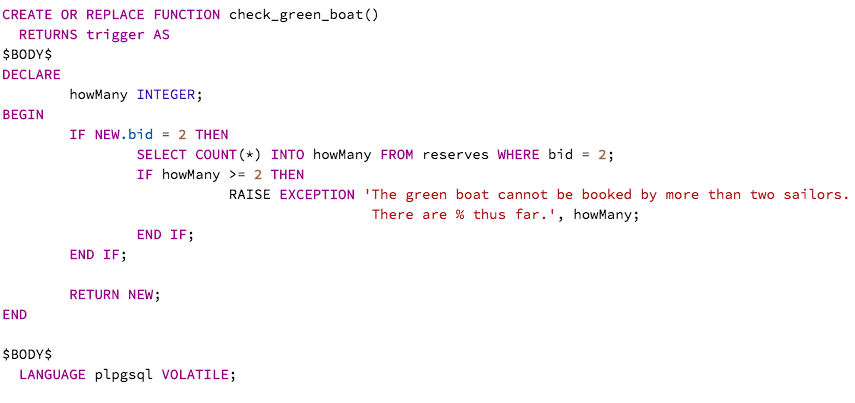 CREATE OR REPLACE FUNCTION check_green_boat()
  RETURNS trigger AS
$BODY$
DECLARE
        howMany INTEGER;
BEGIN
        IF NEW.bid = 2 THEN
                SELECT COUNT(*) INTO howMany FROM reserves WHERE bid = 2;
                IF howMany >= 2 THEN
                           RAISE EXCEPTION 'The green boat cannot be booked by more than two sailors.
                                            There are % thus far.', howMany;
                END IF;
        END IF;

        RETURN NEW;
END

$BODY$
  LANGUAGE plpgsql VOLATILE;